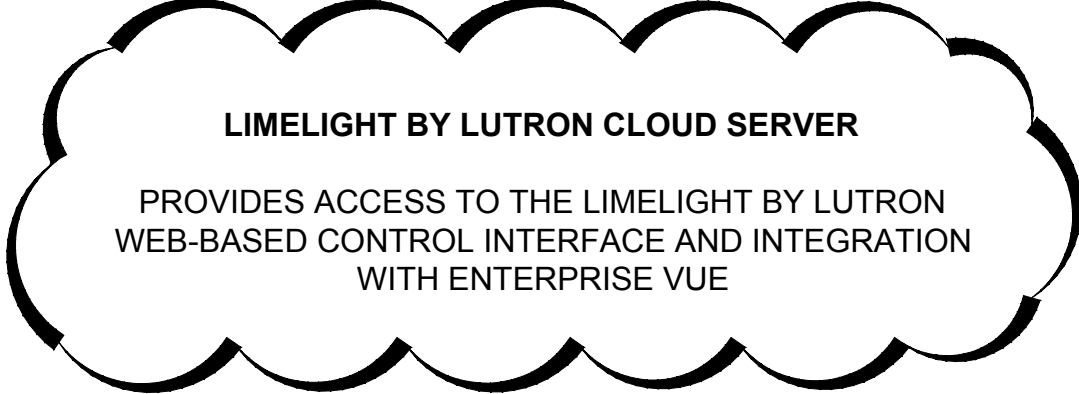 LIMELIGHT BY LUTRON CLOUD SERVER
PROVIDES ACCESS TO THE LIMELIGHT BY LUTRON
WEB-BASED CONTROL INTERFACE AND INTEGRATION
WITH ENTERPRISE VUE